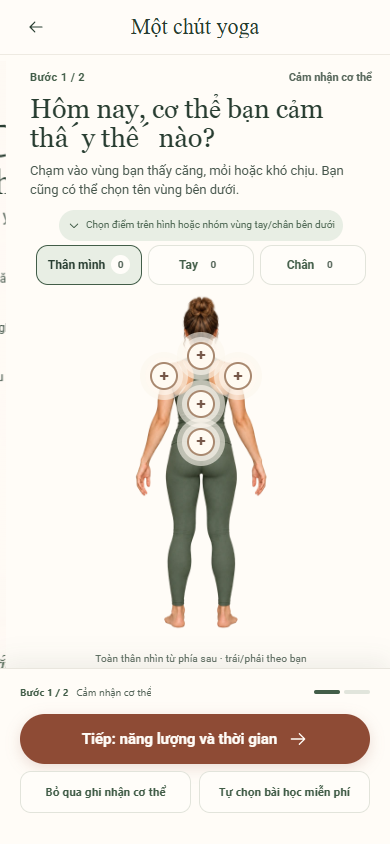 Một chút yoga
Bước 1 / 2
Cảm nhận cơ thể
Hôm nay, cơ thể bạn cảm
thấy thế nào?
Chạm vào vùng bạn thấy căng, mỏi hoặc khó chịu. Bạn
cũng có thể chọn tên vùng bên dưới.
Chọn điểm trên hình hoặc nhóm vùng tay/chân bên dưới
Thân mình 0
Tay 0
Chân 0
Toàn thân nhìn từ phía sau · trái/phải theo bạn
Bước 1 / 2 Cảm nhận cơ thể
Tiếp: năng lượng và thời gian
Bỏ qua ghi nhận cơ thể
Tự chọn bài học miễn phí